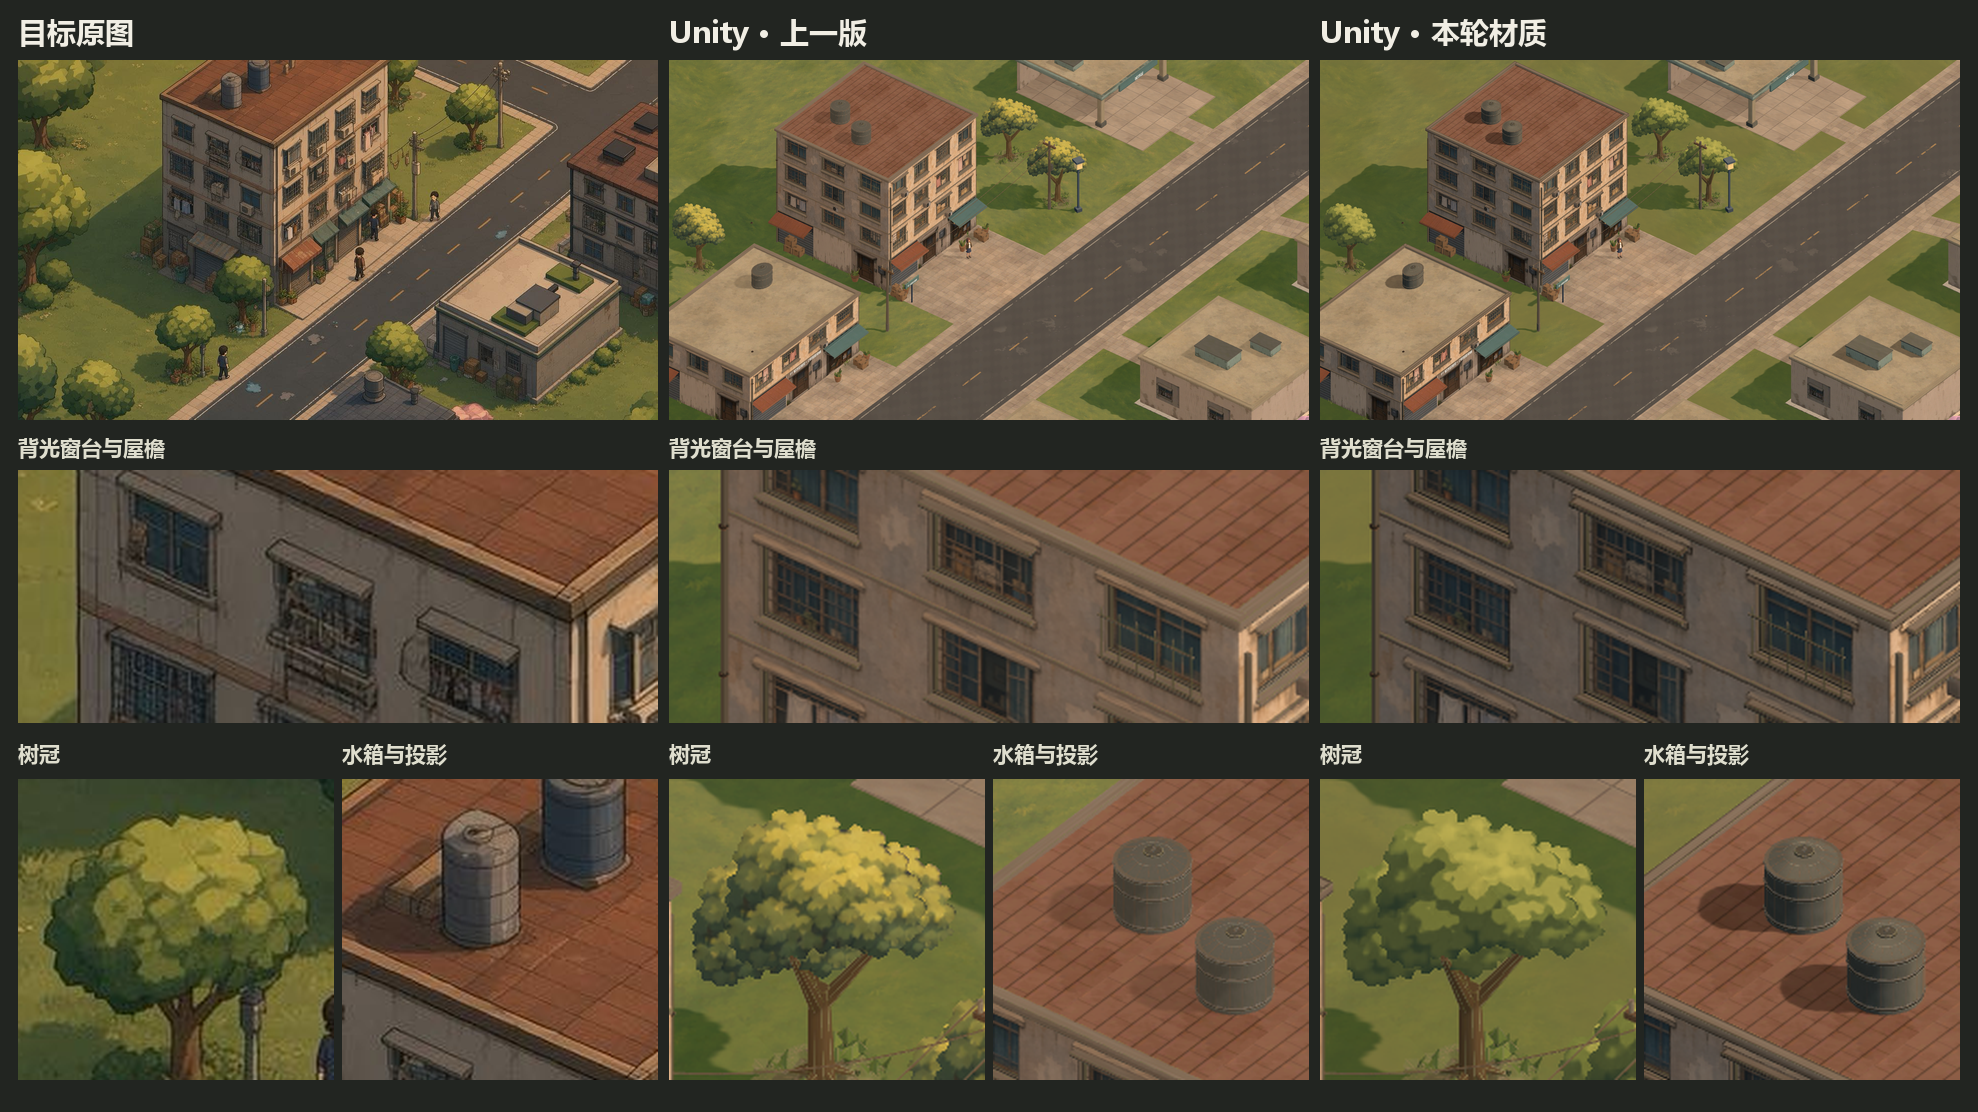 目标原图
Unity • 上一版
Unity • 本轮材质
背光窗台与屋檐
背光窗台与屋檐
背光窗台与屋檐
树冠
水箱与投影
树冠
水箱与投影
树冠
水箱与投影